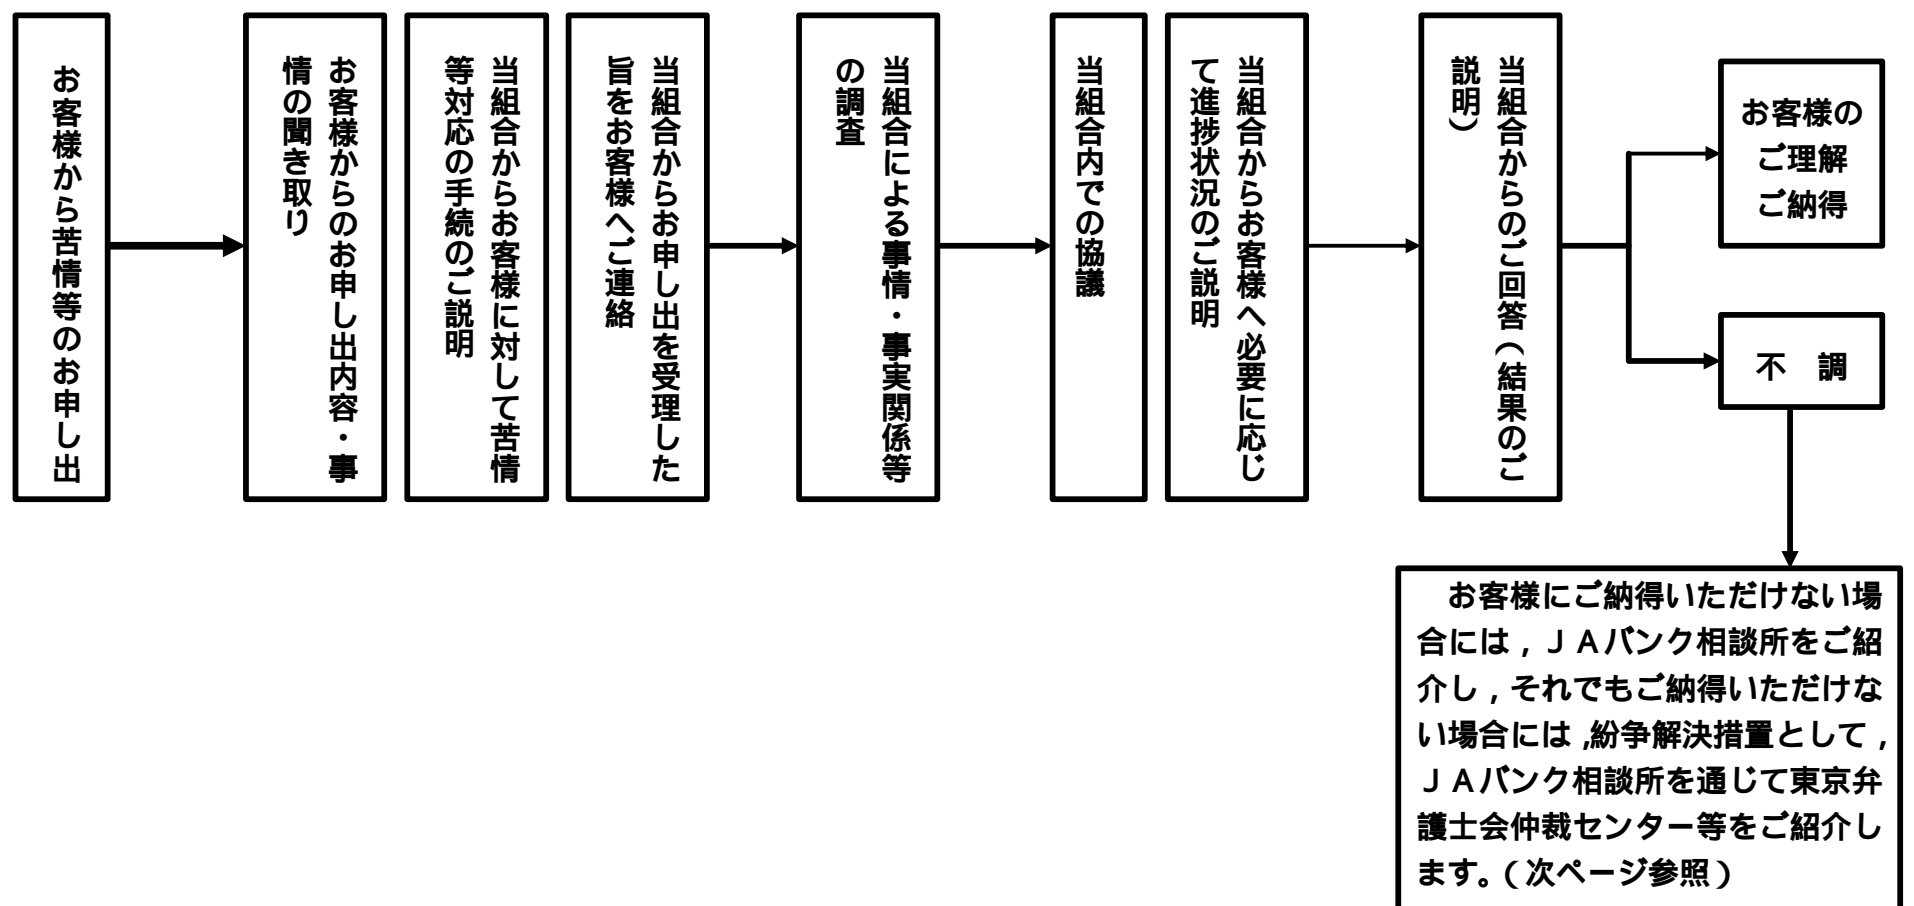 お客様から苦情等のお申し出
お客様からのお申し出内容・事
情の聞き取り
当組合からお客様に対して苦情
等対応の手続のご説明
当組合からお申し出を受理した
旨をお客様へご連絡
当組合による事情・事実関係等
の調査
当組合内での協議
当組合からお客様へ必要に応じ
て進捗状況のご説明
当組合からのご回答（結果のご
説明）
お客様の
ご理解
ご納得
不　調
お客様にご納得いただけない場
合には，ＪＡバンク相談所をご紹
介し，それでもご納得いただけな
い場合には，紛争解決措置として，
ＪＡバンク相談所を通じて東京弁
護士会仲裁センター等をご紹介し
ます。（次ページ参照）